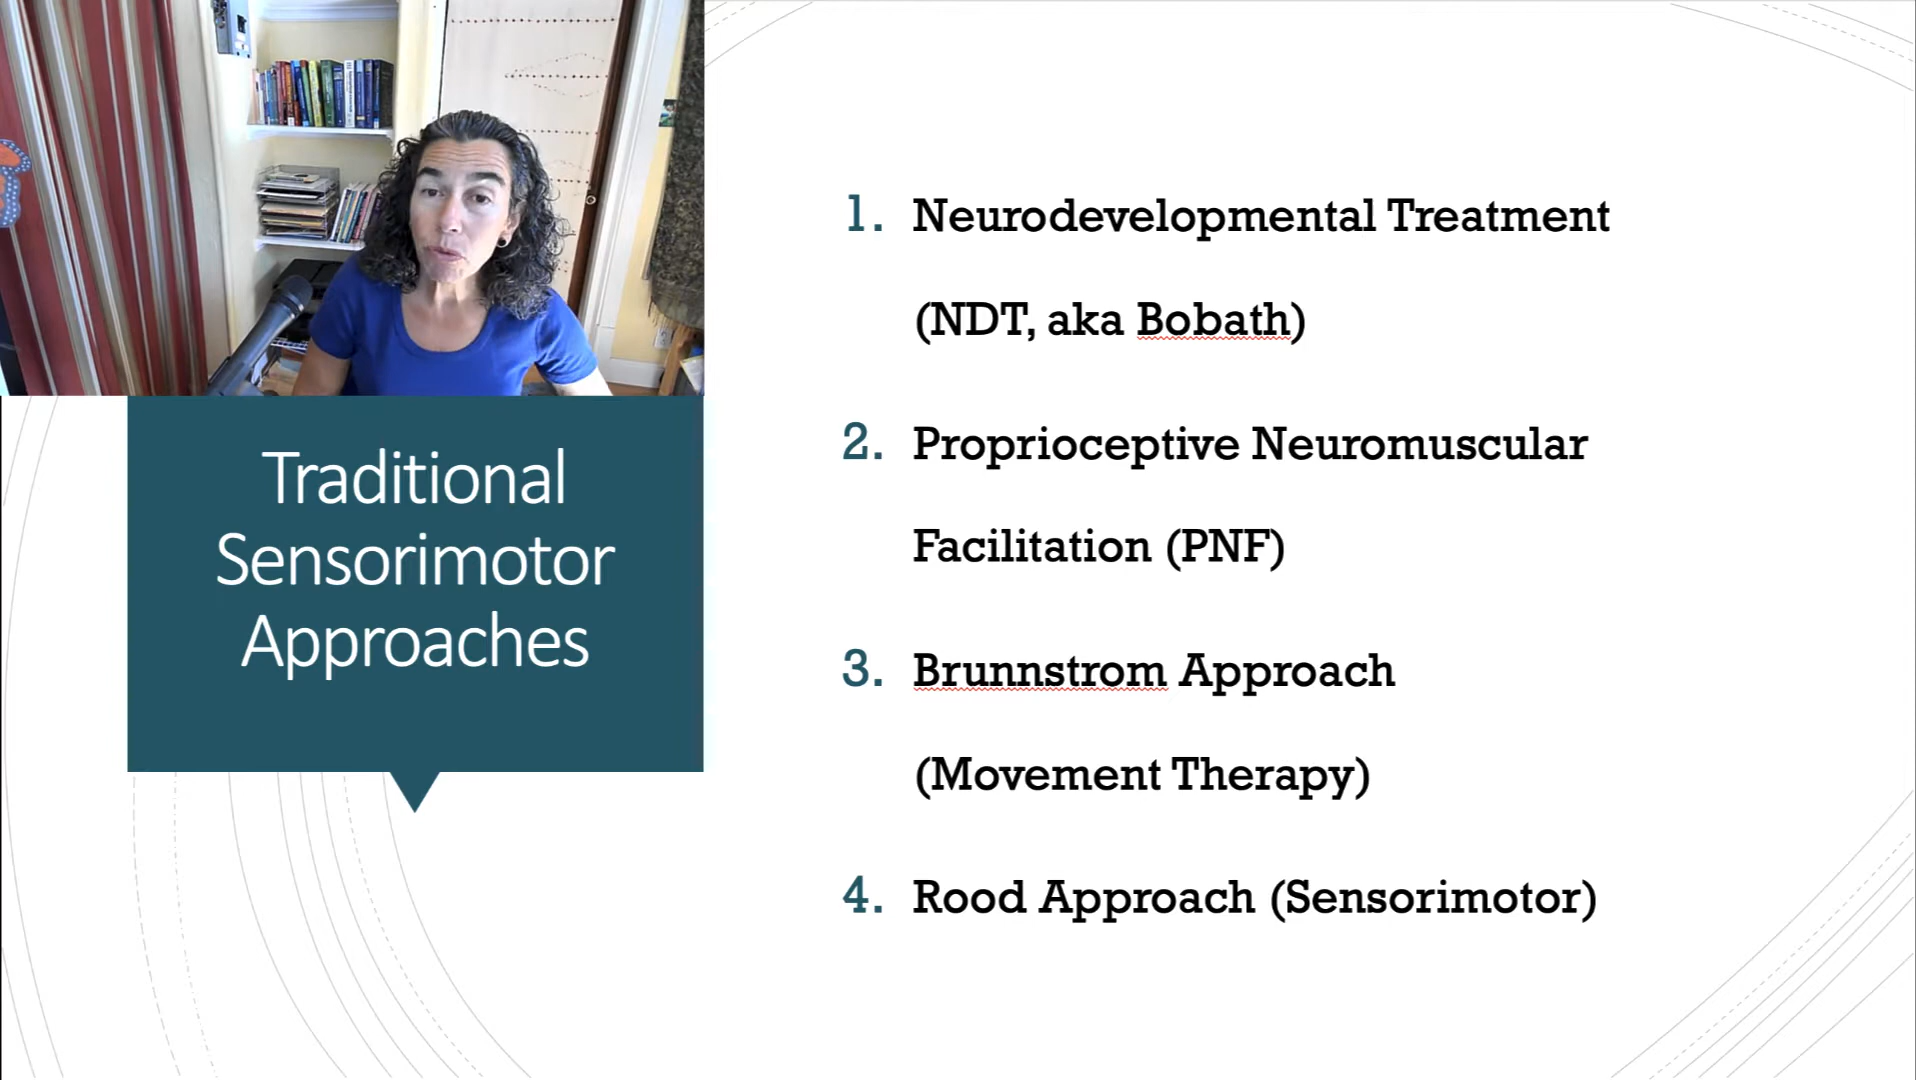 Traditional
Sensorimotor
Approaches
1. Neurodevelopmental Treatment
(NDT, aka Bobath)
2. Proprioceptive Neuromuscular
Facilitation (PNF)
3. Brunnstrom Approach
(Movement Therapy)
4. Rood Approach (Sensorimotor)